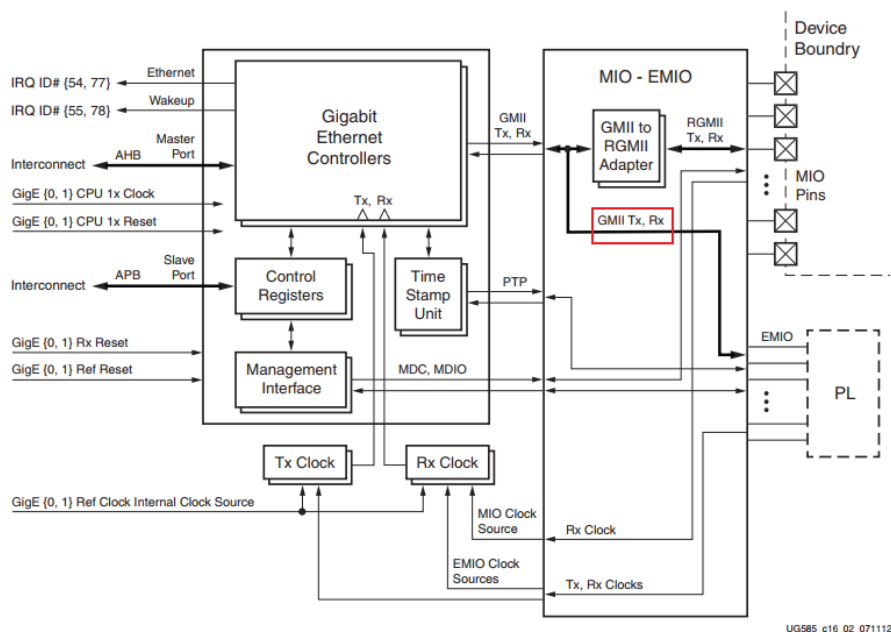 Device
Boundry
MIO - EMIO
IRQ ID# {54, 77}
Ethernet
IRQ ID# {55, 78}
Wakeup
Gigabit
Ethernet
Controllers
GMII
Tx, Rx
GMII to
RGMII
Adapter
RGMII
Tx, Rx
Master
Port
Interconnect
AHB
MIO
Pins
GigE {0, 1} CPU 1x Clock
Tx, Rx
GMII Tx, Rx
GigE {0, 1} CPU 1x Reset
Slave
Port
Interconnect
APB
Control
Registers
Time
Stamp
Unit
PTP
EMIO
GigE {0, 1} Rx Reset
GigE {0, 1} Ref Reset
Management
Interface
MDC, MDIO
PL
Tx Clock
Rx Clock
GigE {0, 1} Ref Clock Internal Clock Source
MIO Clock
Source
Rx Clock
EMIO Clock
Sources
Tx, Rx Clocks
UG585_c16_02_071112